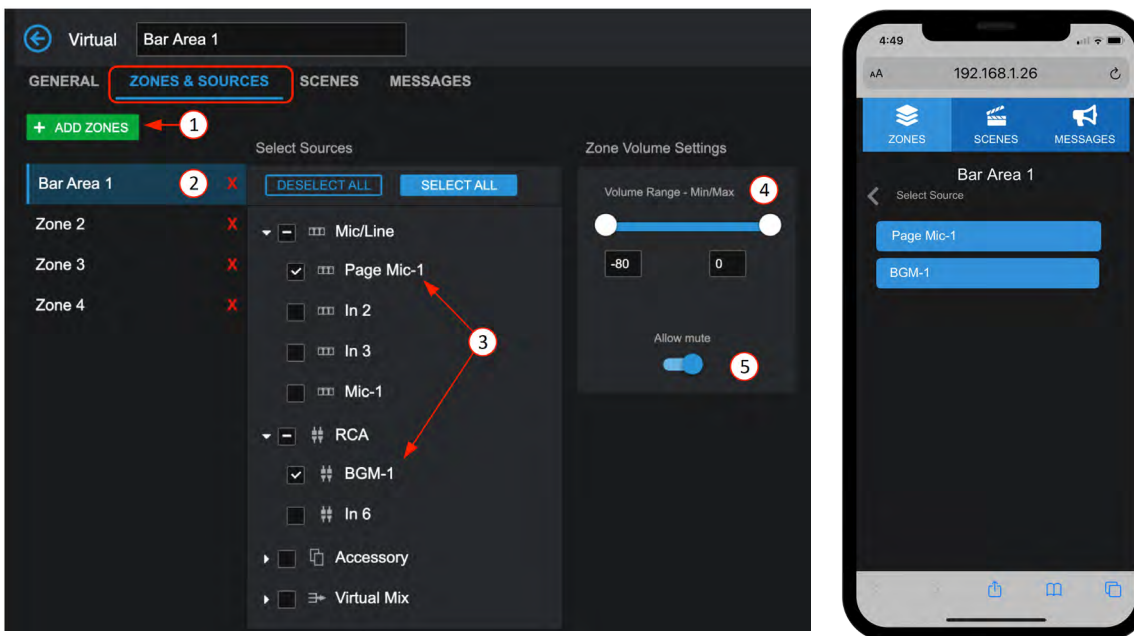 Virtual Bar Area 1
GENERAL ZONES & SOURCES SCENES MESSAGES
+ ADD ZONES 1
Select Sources
Zone Volume Settings
Bar Area 1 2 X
Zone 2 X
Zone 3 X
Zone 4 X
DESELECT ALL SELECT ALL
Mic/Line
Page Mic-1
In 2
In 3
Mic-1
3
RCA
BGM-1
In 6
Accessory
Virtual Mix
Volume Range - Min/Max 4
-80 0
Allow mute
5
4:49
AA 192.168.1.26
ZONES SCENES MESSAGES
Bar Area 1
Select Source
Page Mic-1
BGM-1